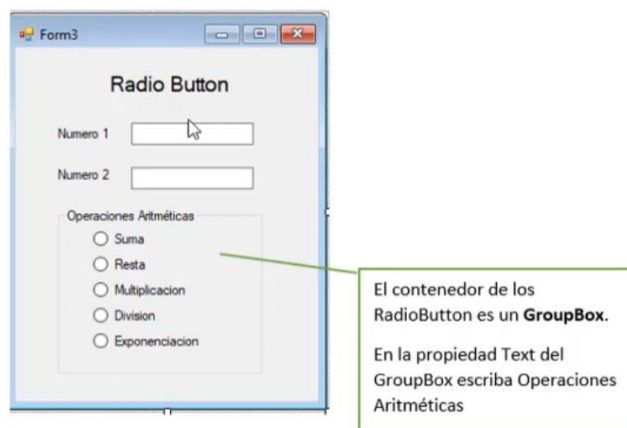 Form3
Radio Button
Numero 1
Numero 2
Operaciones Aritméticas
Suma
Resta
Multiplicacion
Division
Exponenciacion
El contenedor de los
RadioButton es un GroupBox.
En la propiedad Text del
GroupBox escriba Operaciones
Aritméticas